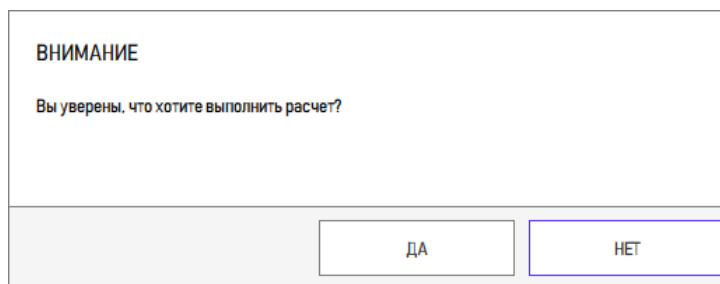 ВНИМАНИЕ
Вы уверены, что хотите выполнить расчет?
ДА
НЕТ